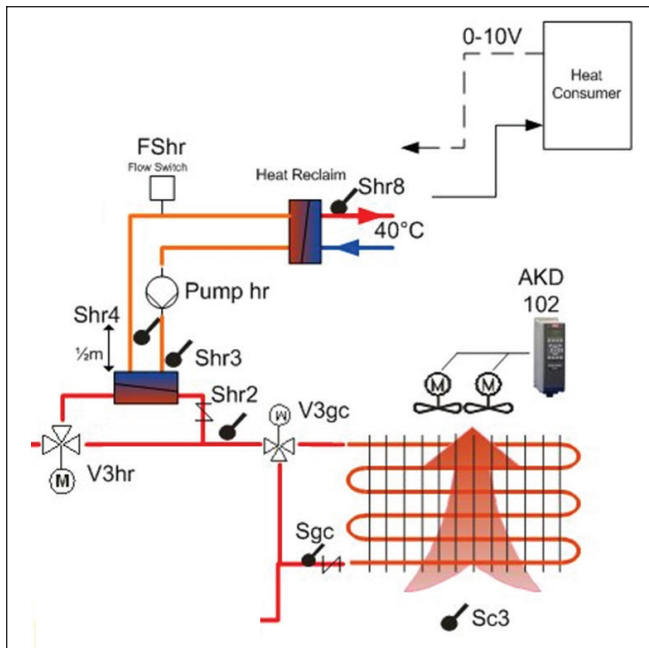 0-10V
Heat
Consumer
FShr
Flow Switch
Heat Reclaim
Shr8
40°C
Pump hr
AKD
102
Shr4
½m
Shr3
M
M
Shr2
M
V3gc
V3hr
M
Sgc
Sc3